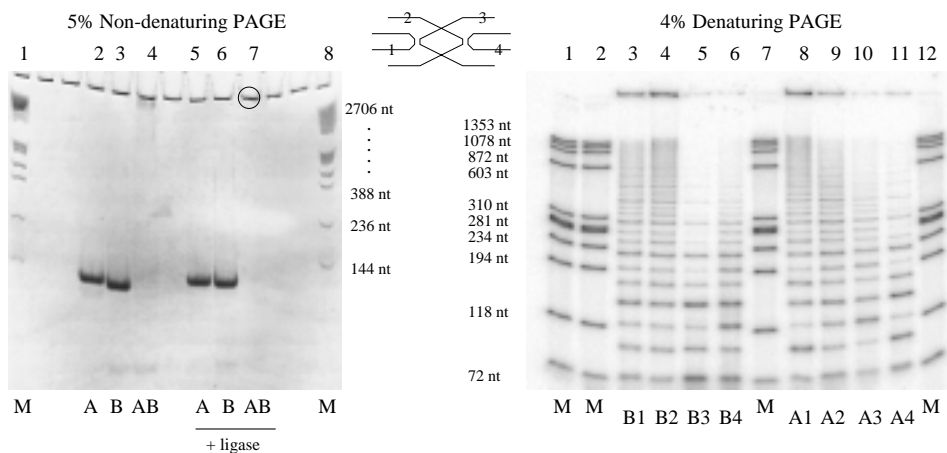 5% Non-denaturing PAGE
1 2 3 4 5 6 7 8
2706 nt
388 nt
236 nt
144 nt
M A B AB A B AB M
+ ligase
2 3
1 4
4% Denaturing PAGE
1 2 3 4 5 6 7 8 9 10 11 12
1353 nt
1078 nt
872 nt
603 nt
310 nt
281 nt
234 nt
194 nt
118 nt
72 nt
M M B1 B2 B3 B4 M A1 A2 A3 A4 M